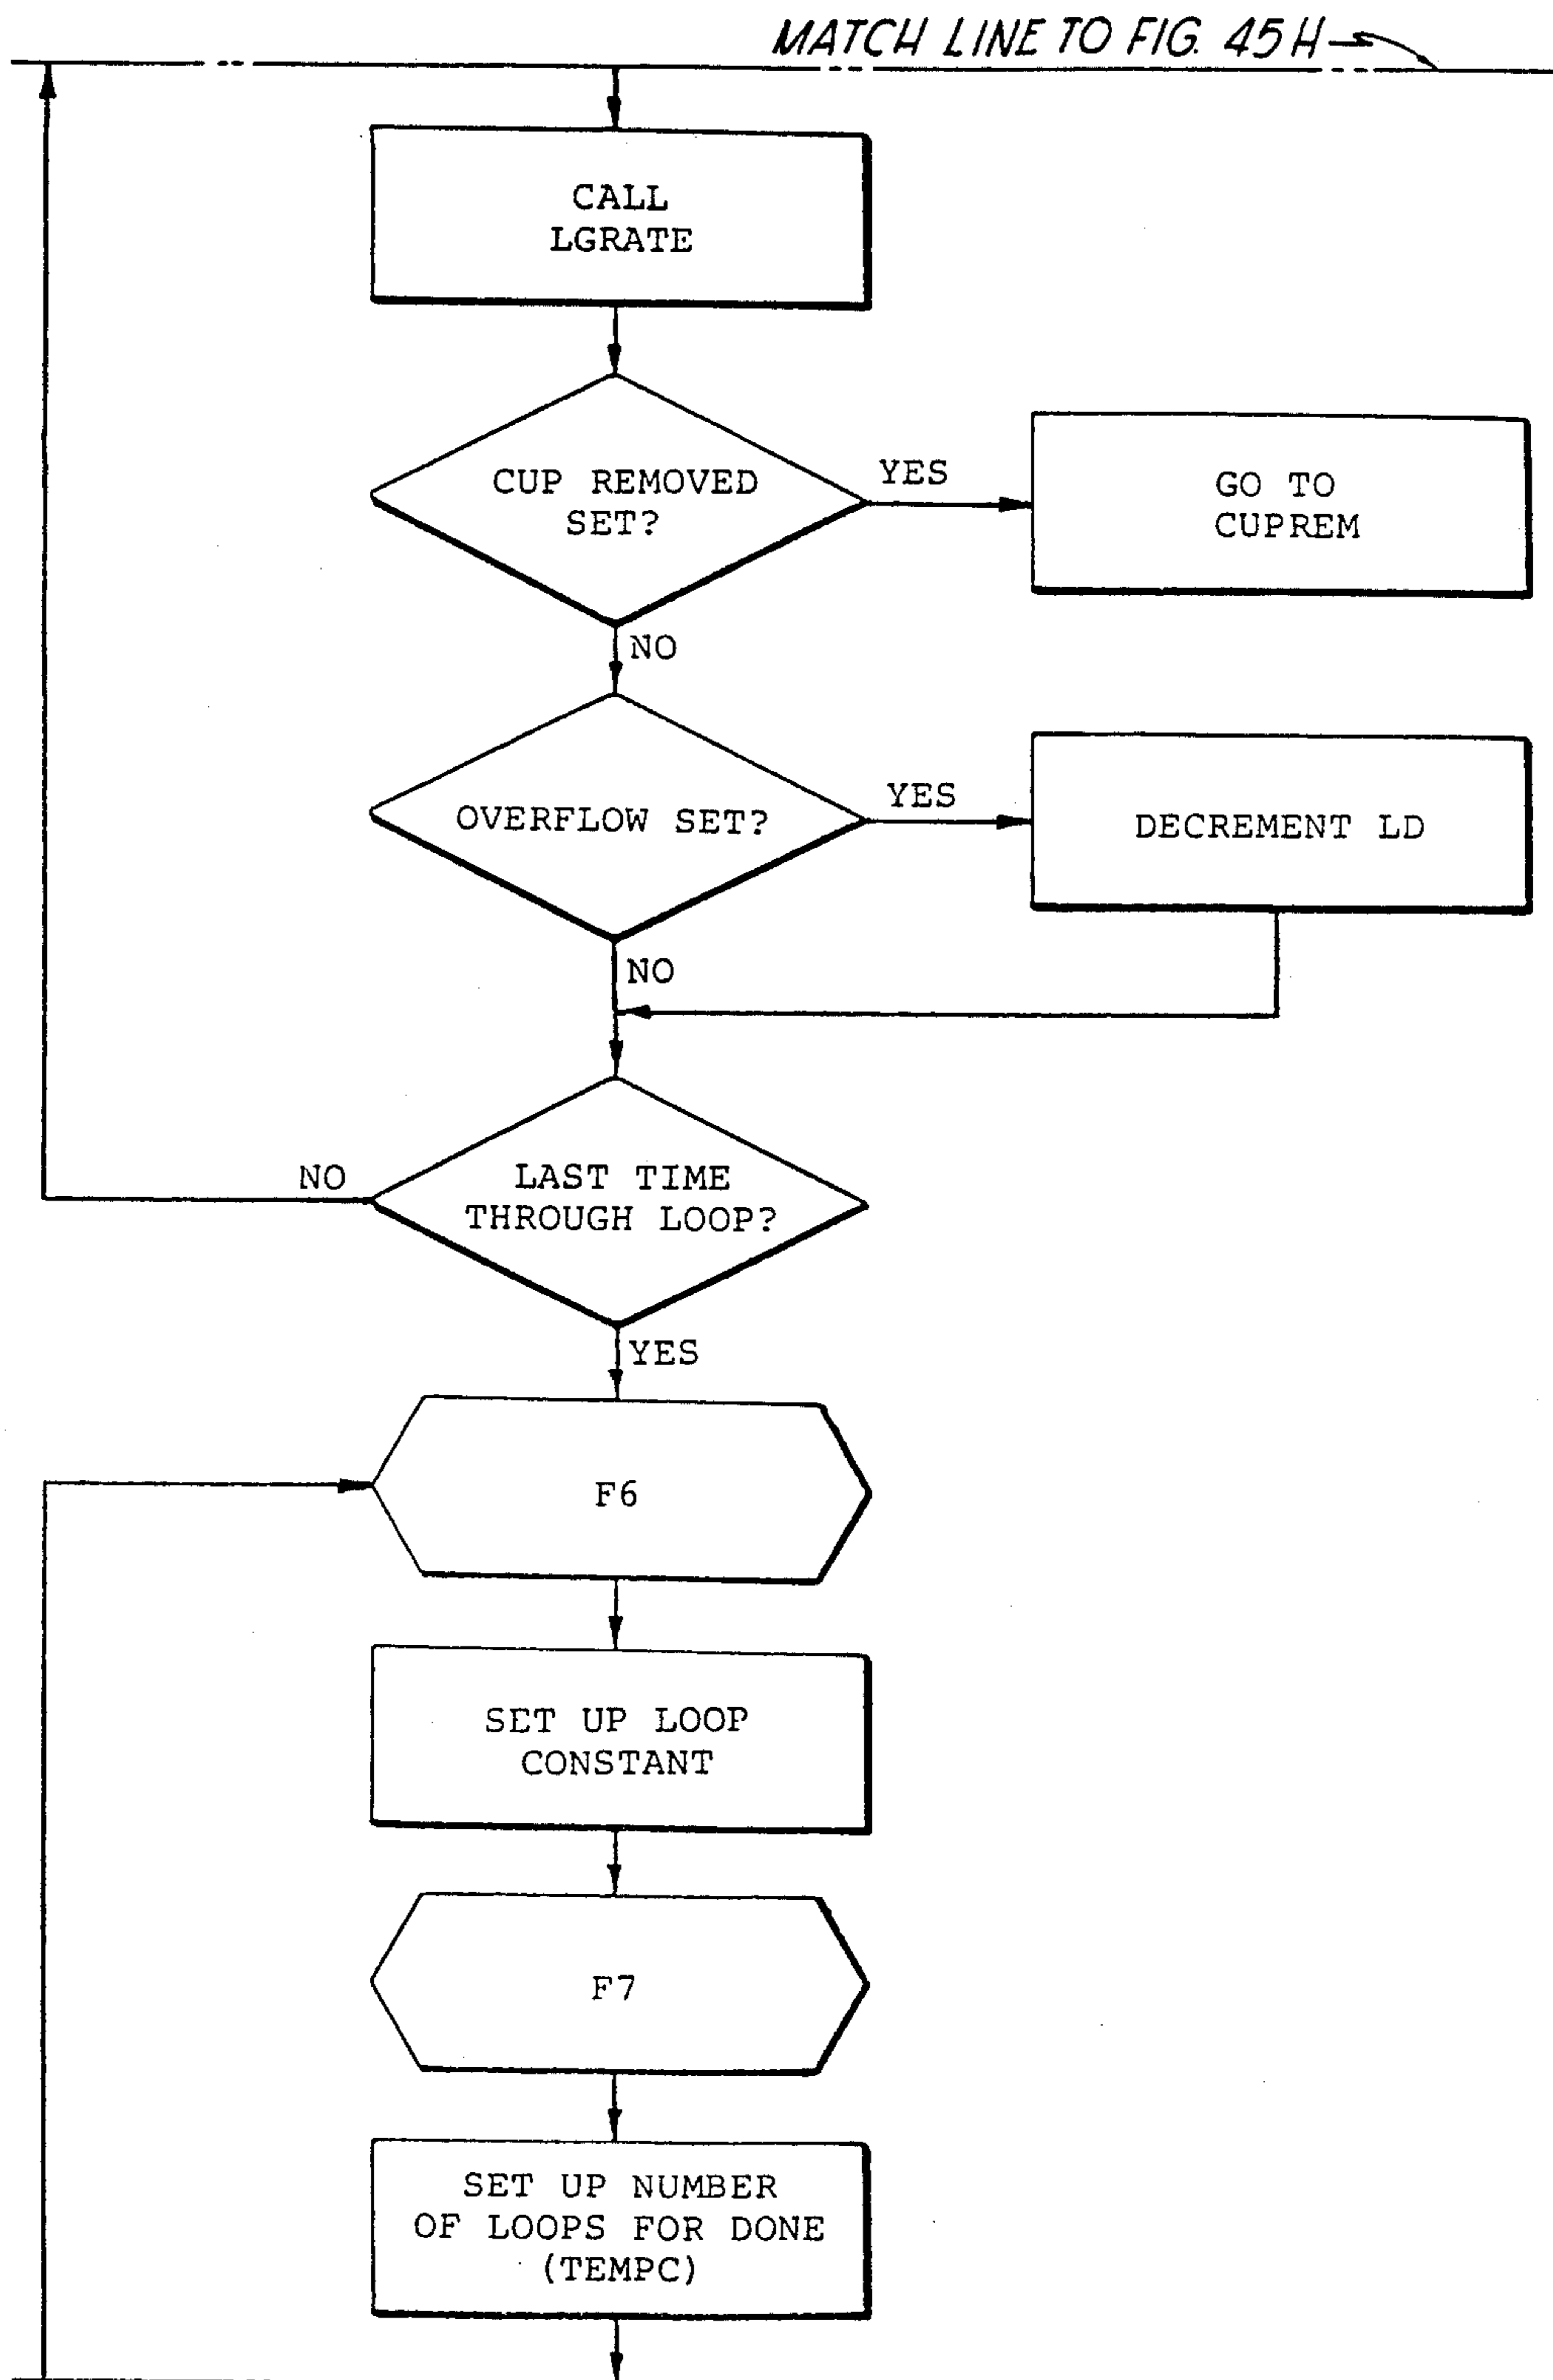 MATCH LINE TO FIG. 45H
CALL
LGRATE
CUP REMOVED
SET?
YES
GO TO
CUPREM
NO
OVERFLOW SET?
YES
DECREMENT LD
NO
LAST TIME
THROUGH LOOP?
NO
YES
F6
SET UP LOOP
CONSTANT
F7
SET UP NUMBER
OF LOOPS FOR DONE
(TEMPC)